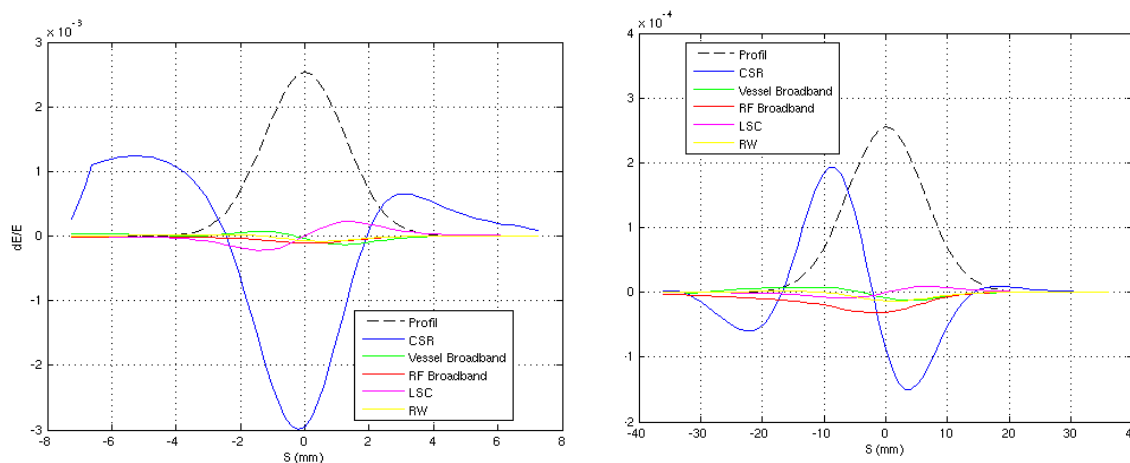 × 10⁻³
3
2
1
0
-1
-2
-3
dE/E
-8 -6 -4 -2 0 2 4 6 8
S (mm)
Profil
CSR
Vessel Broadband
RF Broadband
LSC
RW
× 10⁻⁴
4
3
2
1
0
-1
-2
-40 -30 -20 -10 0 10 20 30 40
S (mm)
Profil
CSR
Vessel Broadband
RF Broadband
LSC
RW